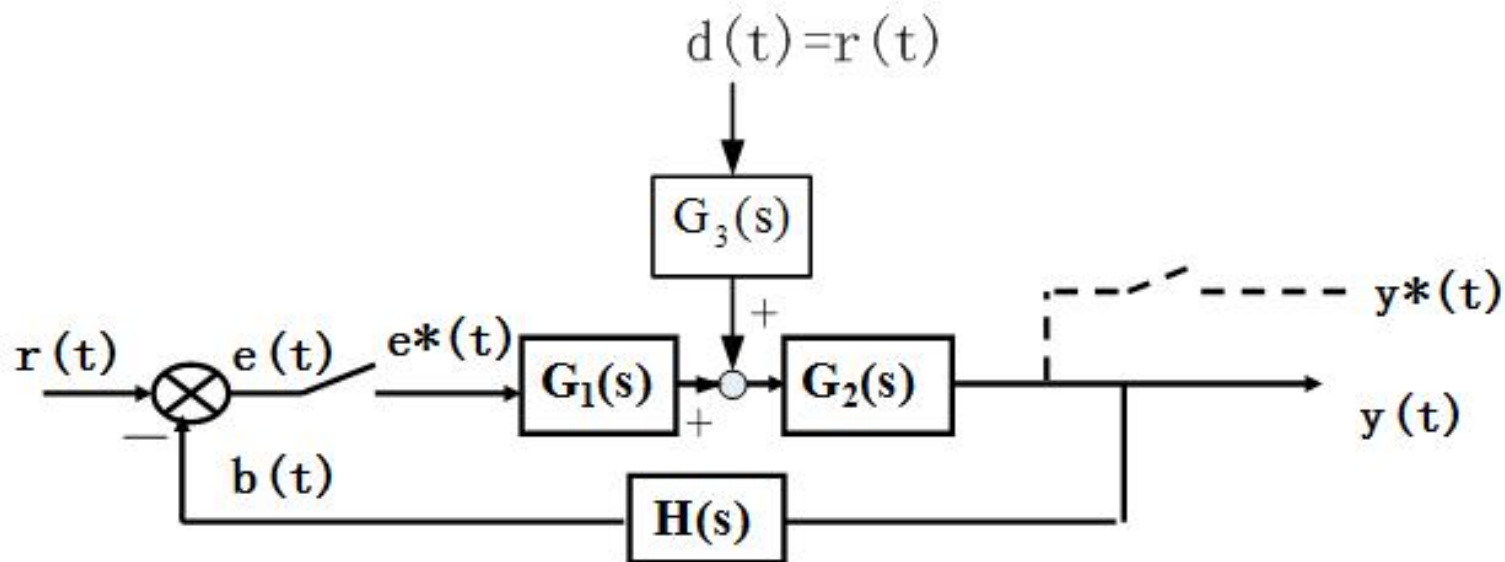 d(t)=r(t)
G₃(s)
+
y*(t)
r(t)
e(t)
e*(t)
G₁(s)
+
G₂(s)
y(t)
—
b(t)
H(s)